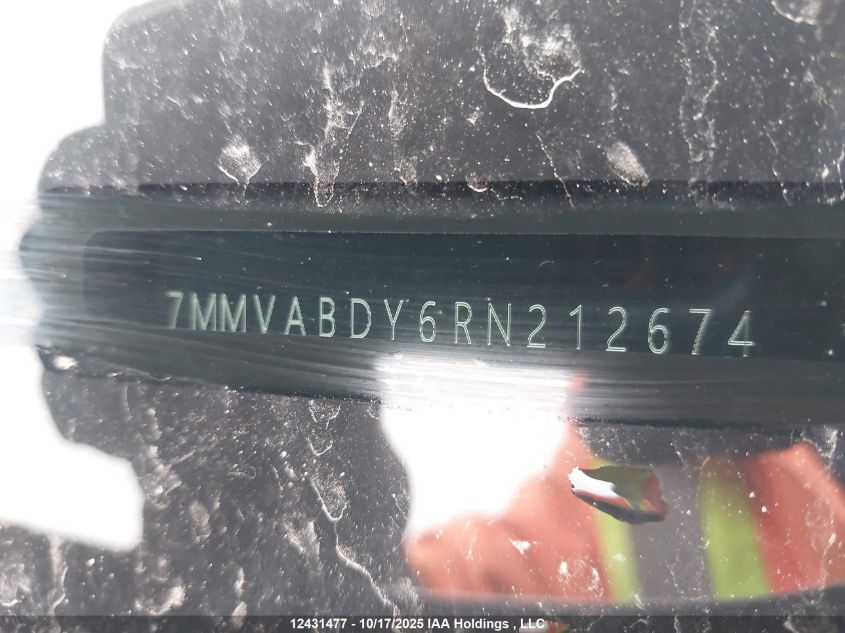 7MMVABDY6RN212674
12431477 - 10/17/2025 IAA Holdings , LLC